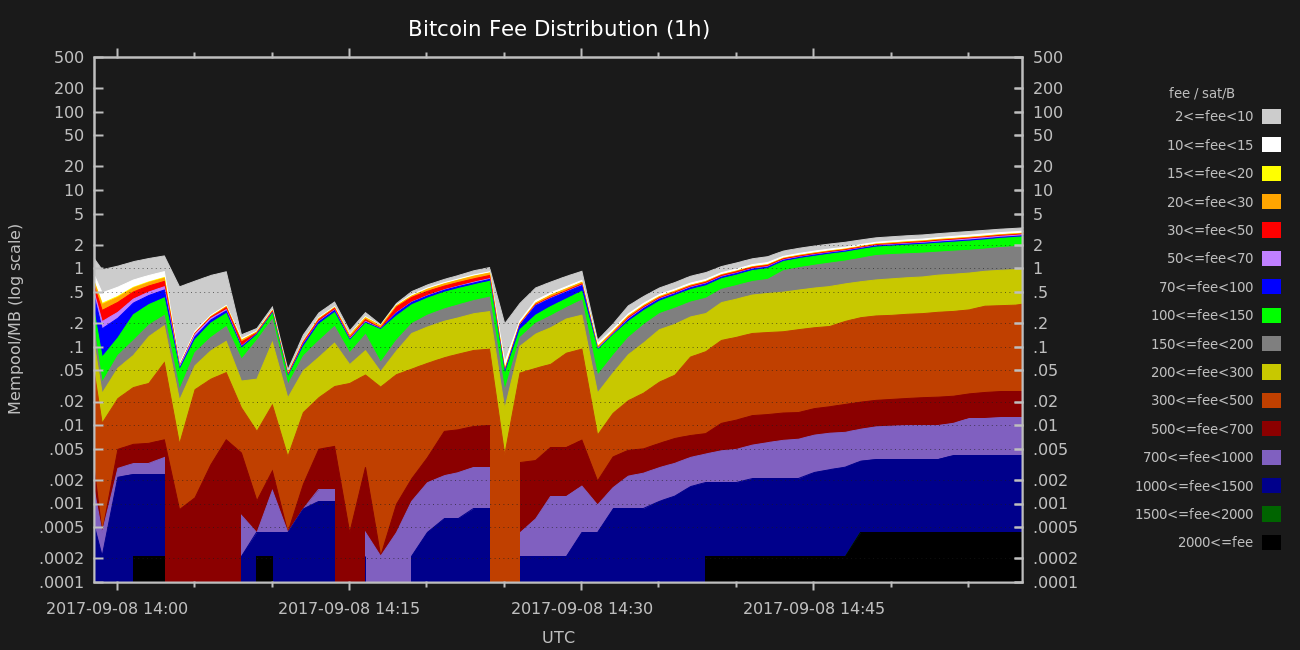 Bitcoin Fee Distribution (1h)
500
200
100
50
20
10
5
2
1
.5
.2
.1
.05
.02
.01
.005
.002
.001
.0005
.0002
.0001
Mempool/MB (log scale)
500
200
100
50
20
10
5
2
1
.5
.2
.1
.05
.02
.01
.005
.002
.001
.0005
.0002
.0001
2017-09-08 14:00
2017-09-08 14:15
2017-09-08 14:30
2017-09-08 14:45
UTC
fee / sat/B
2<=fee<10
10<=fee<15
15<=fee<20
20<=fee<30
30<=fee<50
50<=fee<70
70<=fee<100
100<=fee<150
150<=fee<200
200<=fee<300
300<=fee<500
500<=fee<700
700<=fee<1000
1000<=fee<1500
1500<=fee<2000
2000<=fee